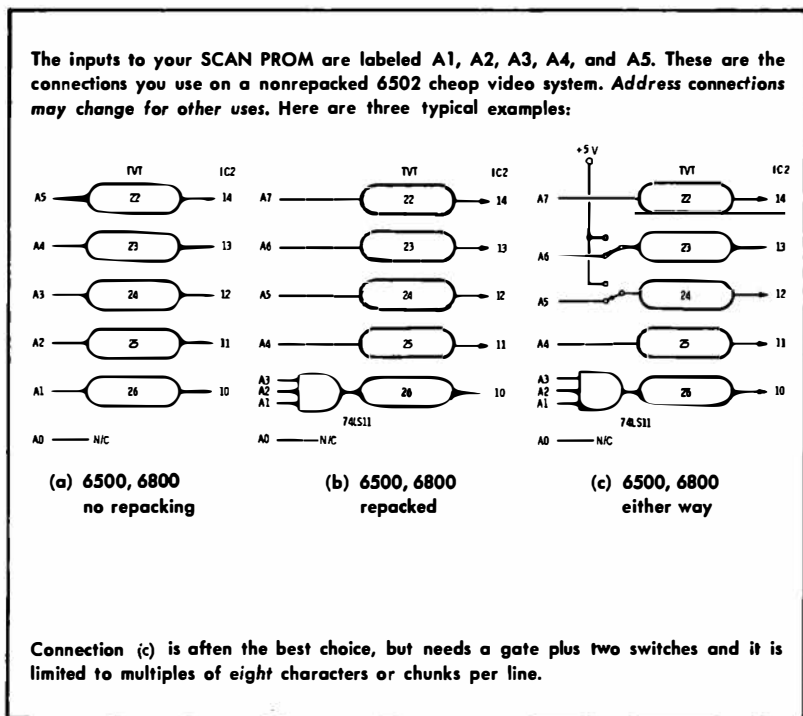 The inputs to your SCAN PROM are labeled A1, A2, A3, A4, and A5. These are the
connections you use on a nonrepacked 6502 cheop video system. Address connections
may change for other uses. Here are three typical examples:
TVT IC2
A5 22 14
A4 23 13
A3 24 12
A2 25 11
A1 26 10
A0 N/C
(a) 6500, 6800
no repacking
TVT IC2
A7 22 14
A6 23 13
A5 24 12
A4 25 11
A3
A2 26 10
A1
74LS11
A0 N/C
(b) 6500, 6800
repacked
+5 V TVT IC2
A7 22 14
A6 23 13
A5 24 12
A4 25 11
A3
A2 26 10
A1
74LS11
A0 N/C
(c) 6500, 6800
either way
Connection (c) is aften the best choice, but needs a gate plus two switches and it is
limited to multiples of eight characters or chunks per line.